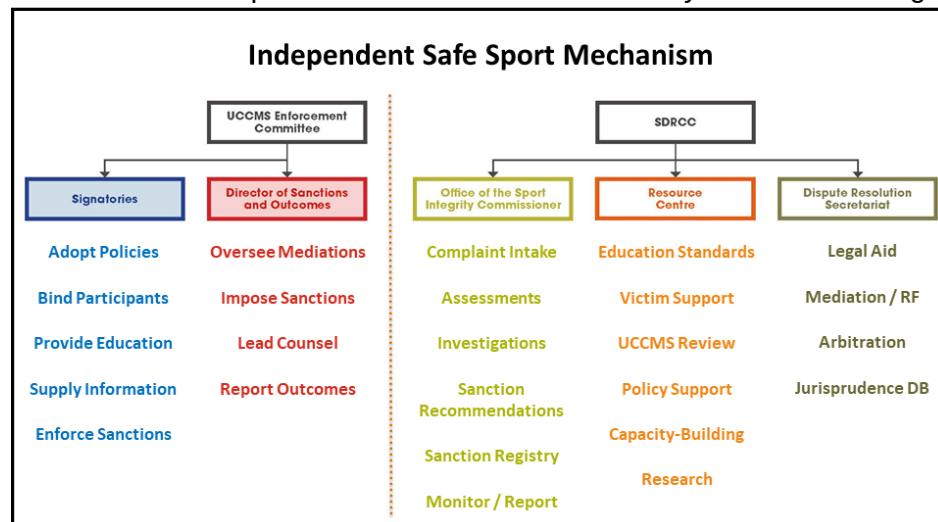 Independent Safe Sport Mechanism
UCCMS Enforcement
Committee
SDRCC
Signatories
Director of Sanctions
and Outcomes
Office of the Sport
Integrity Commissioner
Resource
Centre
Dispute Resolution
Secretariat
Adopt Policies
Bind Participants
Provide Education
Supply Information
Enforce Sanctions
Oversee Mediations
Impose Sanctions
Lead Counsel
Report Outcomes
Complaint Intake
Assessments
Investigations
Sanction
Recommendations
Sanction Registry
Monitor / Report
Education Standards
Victim Support
UCCMS Review
Policy Support
Capacity-Building
Research
Legal Aid
Mediation / RF
Arbitration
Jurisprudence DB